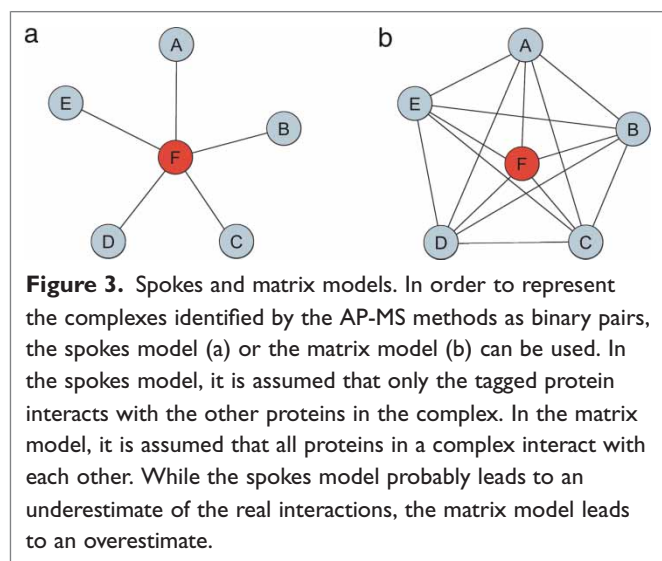 a
A
E
B
F
D
C
b
A
E
B
F
D
C
Figure 3. Spokes and matrix models. In order to represent
the complexes identified by the AP-MS methods as binary pairs,
the spokes model (a) or the matrix model (b) can be used. In
the spokes model, it is assumed that only the tagged protein
interacts with the other proteins in the complex. In the matrix
model, it is assumed that all proteins in a complex interact with
each other. While the spokes model probably leads to an
underestimate of the real interactions, the matrix model leads
to an overestimate.